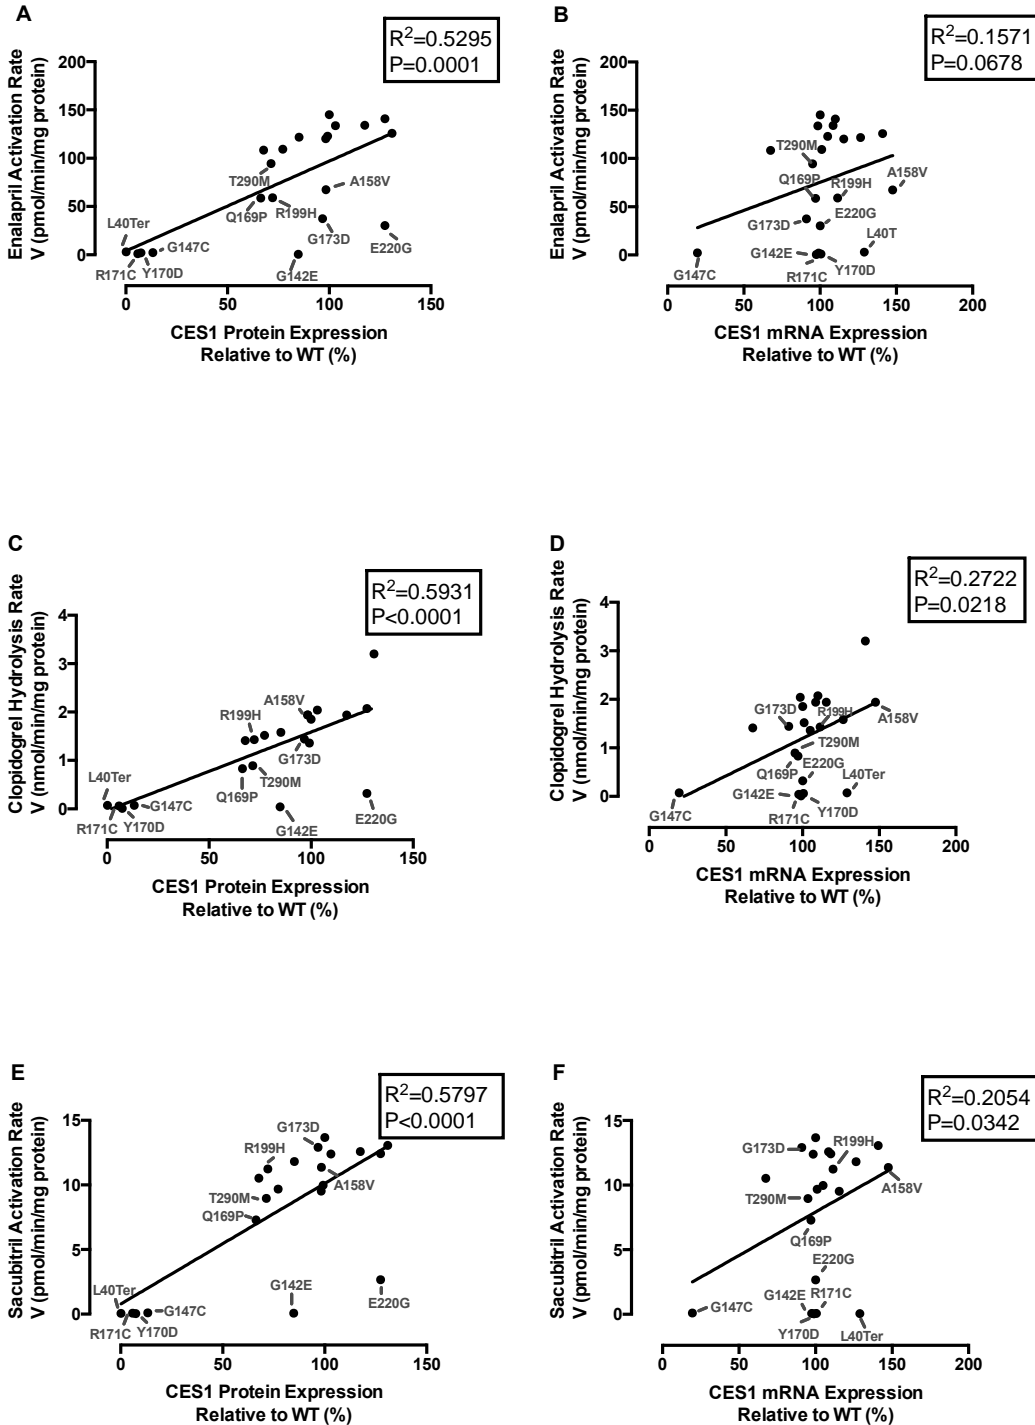 A
R²=0.5295
P=0.0001
Enalapril Activation Rate
V (pmol/min/mg protein)
200
150
100
50
0
T290M
A158V
Q169P
R199H
L40Ter
G173D
G147C
E220G
R171C
Y170D
G142E
0 50 100 150
CES1 Protein Expression
Relative to WT (%)
B
R²=0.1571
P=0.0678
Enalapril Activation Rate
V (pmol/min/mg protein)
200
150
100
50
0
T290M
Q169P
R199H
A158V
G173D
E220G
L40T
G142E
G147C
R171C
Y170D
0 50 100 150 200
CES1 mRNA Expression
Relative to WT (%)
C
R²=0.5931
P<0.0001
Clopidogrel Hydrolysis Rate
V (nmol/min/mg protein)
4
3
2
1
0
A158V
R199H
G173D
T290M
L40Ter
Q169P
G147C
R171C
Y170D
G142E
E220G
0 50 100 150
CES1 Protein Expression
Relative to WT (%)
D
R²=0.2722
P=0.0218
Clopidogrel Hydrolysis Rate
V (nmol/min/mg protein)
4
3
2
1
0
G173D
R199H
A158V
T290M
Q169P
E220G
L40Ter
G142E
G147C
R171C
Y170D
0 50 100 150 200
CES1 mRNA Expression
Relative to WT (%)
E
R²=0.5797
P<0.0001
Sacubitril Activation Rate
V (pmol/min/mg protein)
15
10
5
0
G173D
R199H
A158V
T290M
Q169P
L40Ter
G142E
E220G
G147C
R171C
Y170D
0 50 100 150
CES1 Protein Expression
Relative to WT (%)
F
R²=0.2054
P=0.0342
Sacubitril Activation Rate
V (pmol/min/mg protein)
15
10
5
0
G173D
R199H
A158V
T290M
Q169P
E220G
G142E
R171C
G147C
Y170D
L40Ter
0 50 100 150 200
CES1 mRNA Expression
Relative to WT (%)